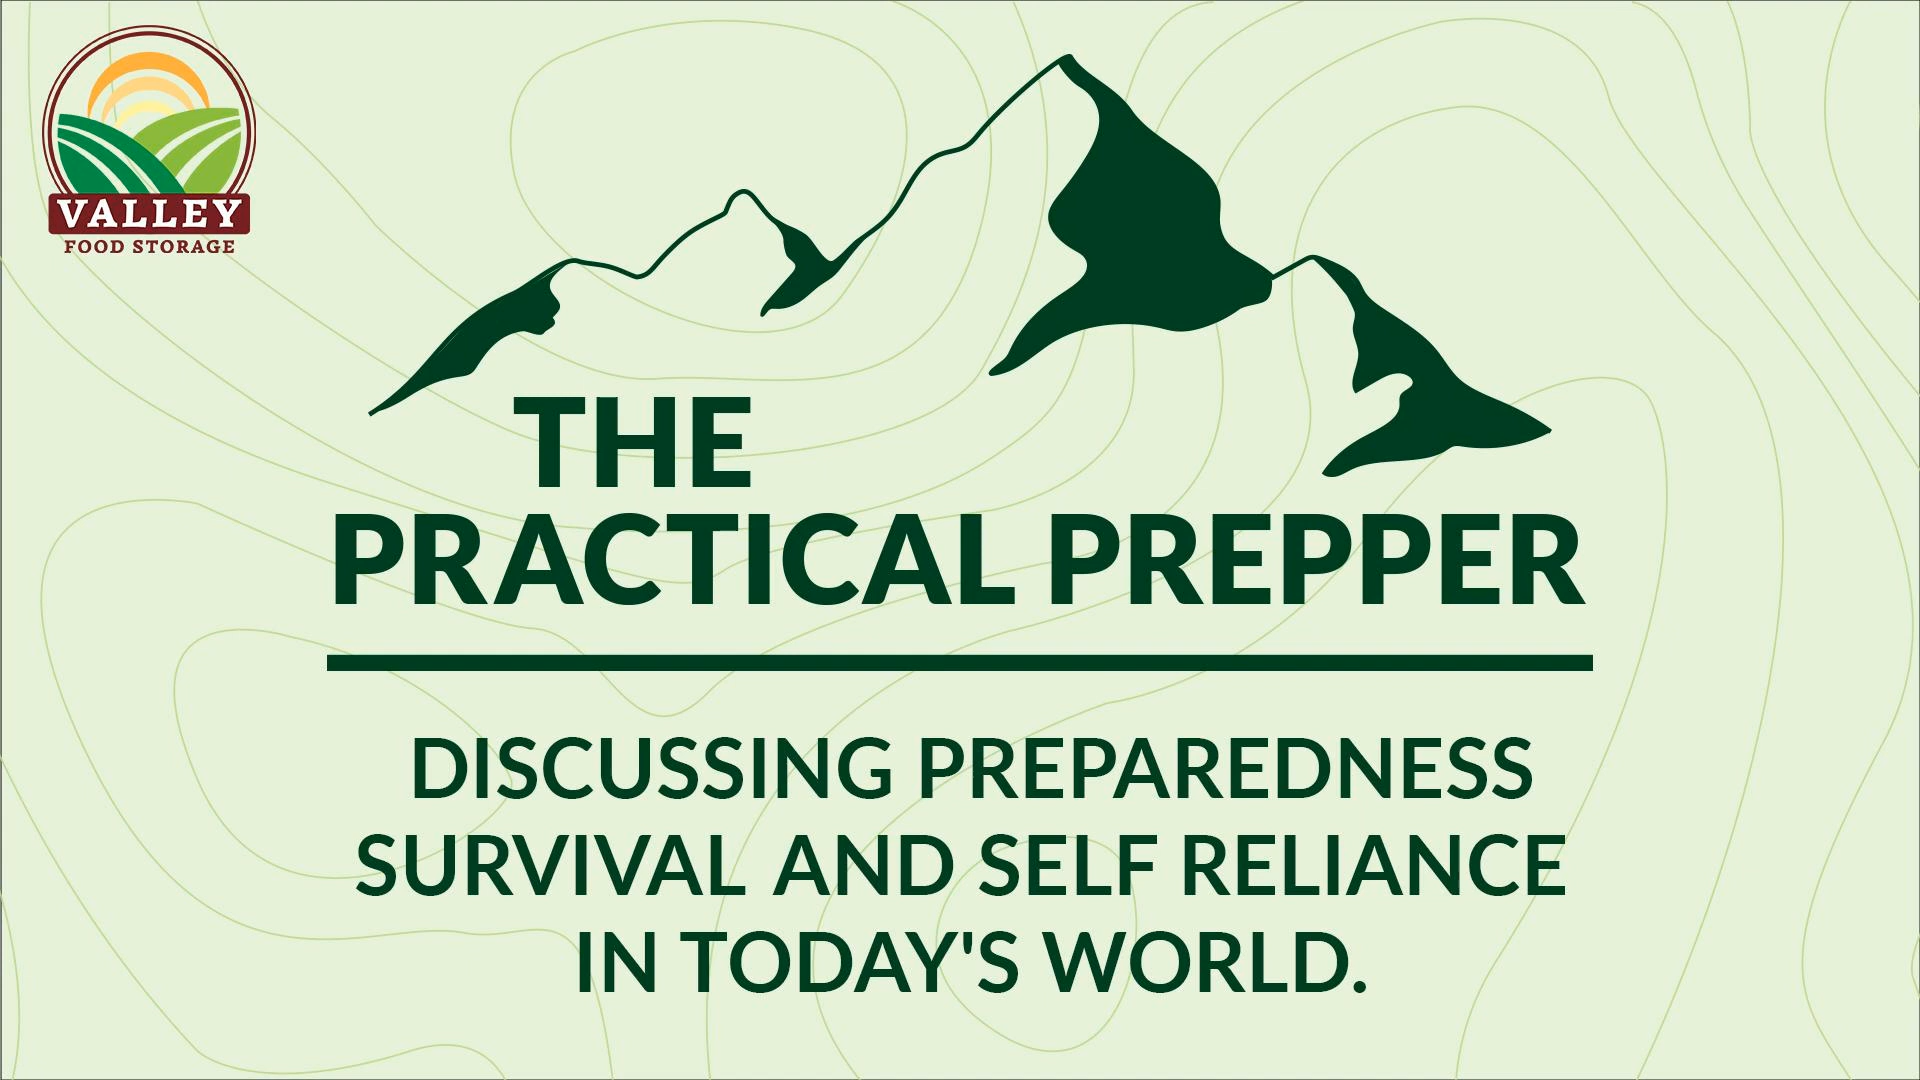 VALLEY
FOOD STORAGE
THE
PRACTICAL PREPPER
DISCUSSING PREPAREDNESS
SURVIVAL AND SELF RELIANCE
IN TODAY'S WORLD.